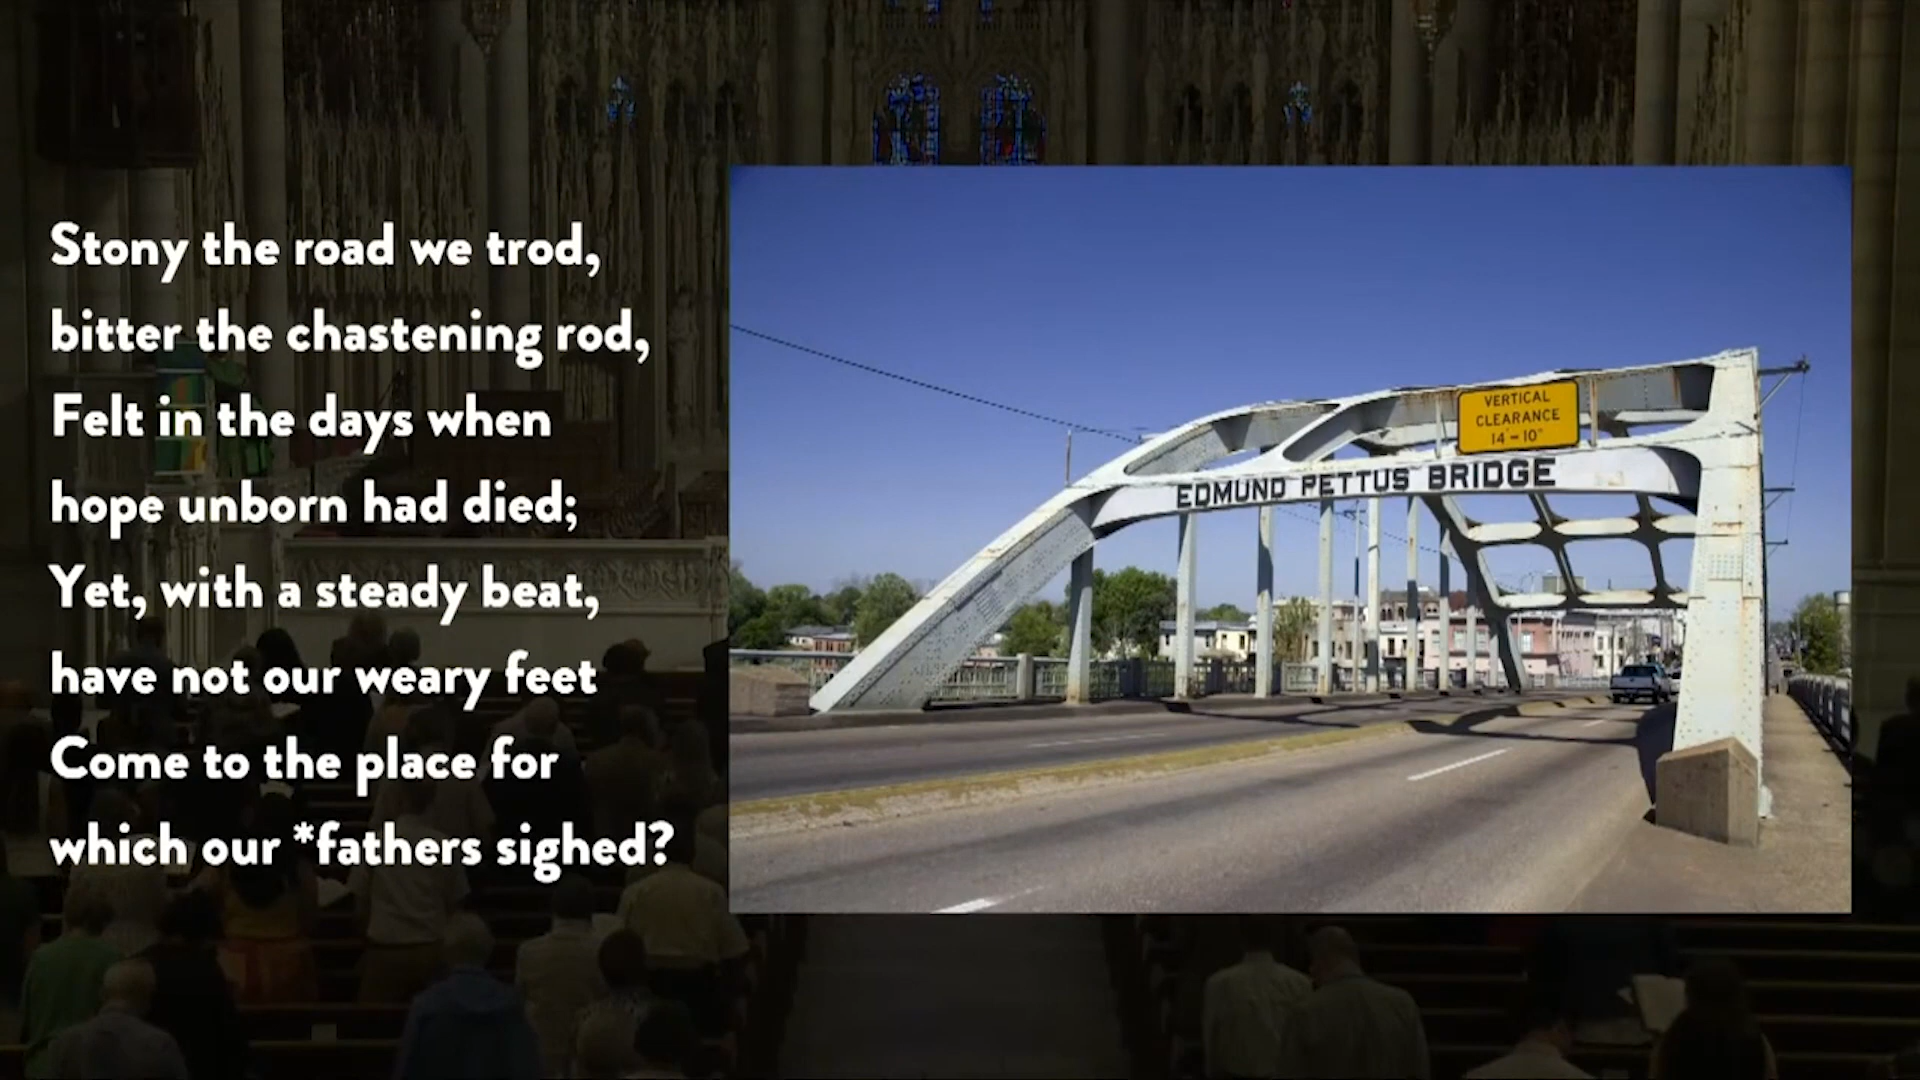 Stony the road we trod,
bitter the chastening rod,
Felt in the days when
hope unborn had died;
Yet, with a steady beat,
have not our weary feet
Come to the place for
which our *fathers sighed?
VERTICAL
CLEARANCE
14'-10"
EDMUND PETTUS BRIDGE